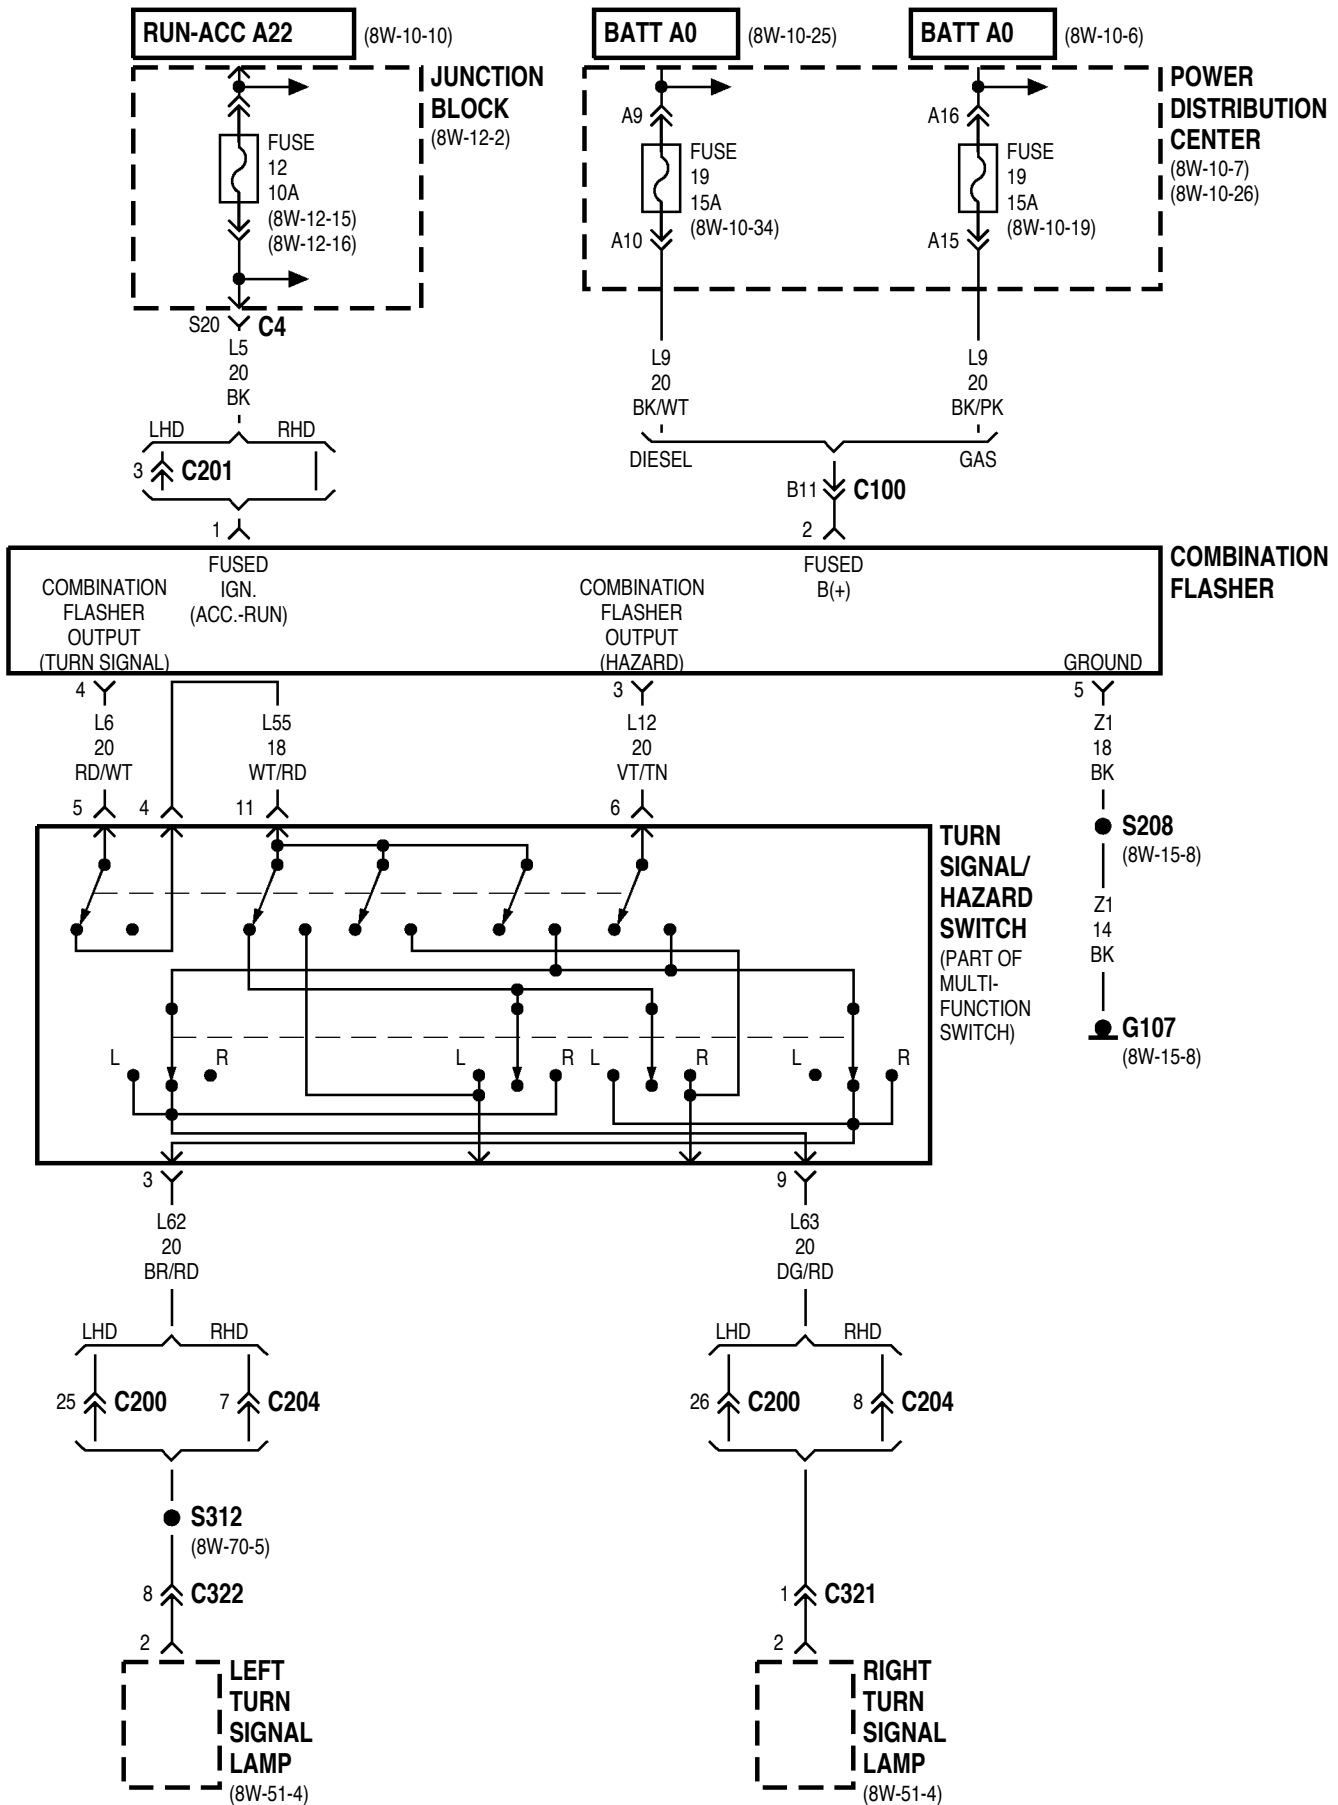 RUN-ACC A22
(8W-10-10)
BATT A0
(8W-10-25)
BATT A0
(8W-10-6)
JUNCTION
BLOCK
(8W-12-2)
FUSE
12
10A
(8W-12-15)
(8W-12-16)
A9
FUSE
19
15A
(8W-10-34)
A10
A16
FUSE
19
15A
(8W-10-19)
A15
POWER
DISTRIBUTION
CENTER
(8W-10-7)
(8W-10-26)
S20
C4
L5
20
BK
L9
20
BK/WT
L9
20
BK/PK
LHD
RHD
3
C201
DIESEL
GAS
B11
C100
1
2
COMBINATION
FLASHER
OUTPUT
(TURN SIGNAL)
FUSED
IGN.
(ACC.-RUN)
COMBINATION
FLASHER
OUTPUT
(HAZARD)
FUSED
B(+)
GROUND
COMBINATION
FLASHER
4
3
5
L6
20
RD/WT
L55
18
WT/RD
L12
20
VT/TN
Z1
18
BK
5
4
11
6
S208
(8W-15-8)
Z1
14
BK
G107
(8W-15-8)
TURN
SIGNAL/
HAZARD
SWITCH
(PART OF
MULTI-
FUNCTION
SWITCH)
L
R
L
R
L
R
L
R
3
9
L62
20
BR/RD
L63
20
DG/RD
LHD
RHD
LHD
RHD
25
C200
7
C204
26
C200
8
C204
S312
(8W-70-5)
8
C322
1
C321
2
2
LEFT
TURN
SIGNAL
LAMP
(8W-51-4)
RIGHT
TURN
SIGNAL
LAMP
(8W-51-4)